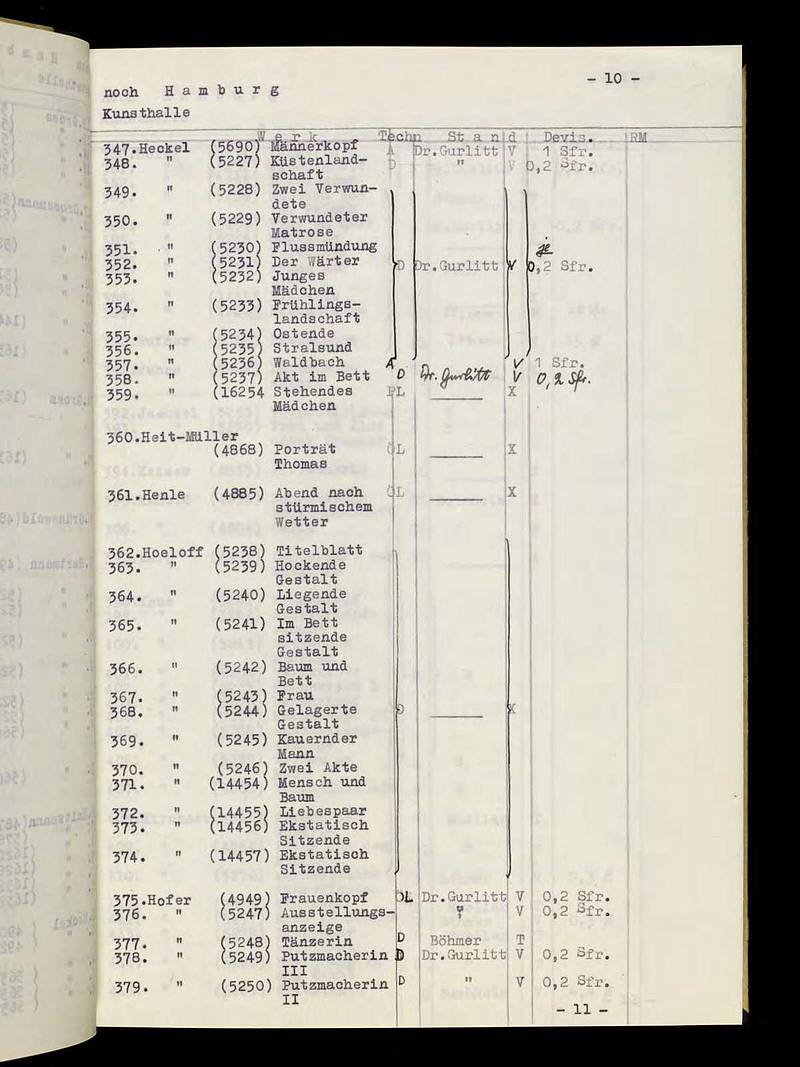 - 10 -
noch H a m b u r g
Kunsthalle
W e r k Techn S t a n d Devis. RM
347.Heckel (5690) Männerkopf A Dr.Gurlitt V 1 Sfr.
348. " (5227) Küstenland- D " V 0,2 Sfr.
schaft
349. " (5228) Zwei Verwun-
dete
350. " (5229) Verwundeter
Matrose
351. " (5230) Flussmündung je
352. " (5231) Der Wärter D Dr.Gurlitt V 0,2 Sfr.
353. " (5232) Junges
Mädchen
354. " (5233) Frühlings-
landschaft
355. " (5234) Ostende
356. " (5235) Stralsund
357. " (5236) Waldbach A V 1 Sfr.
358. " (5237) Akt im Bett D Dr. Gurlitt V 0,2 Sfr.
359. " (16254 Stehendes PL ______ X
Mädchen
360.Heit-Müller
(4868) Porträt ÖL ______ X
Thomas
361.Henle (4885) Abend nach ÖL ______ X
stürmischem
Wetter
362.Hoeloff (5238) Titelblatt
363. " (5239) Hockende
Gestalt
364. " (5240) Liegende
Gestalt
365. " (5241) Im Bett
sitzende
Gestalt
366. " (5242) Baum und
Bett
367. " (5243) Frau
368. " (5244) Gelagerte D ______ X
Gestalt
369. " (5245) Kauernder
Mann
370. " (5246) Zwei Akte
371. " (14454) Mensch und
Baum
372. " (14455) Liebespaar
373. " (14456) Ekstatisch
Sitzende
374. " (14457) Ekstatisch
Sitzende
375.Hofer (4949) Frauenkopf ÖL Dr.Gurlitt V 0,2 Sfr.
376. " (5247) Ausstellungs- " V 0,2 Sfr.
anzeige
377. " (5248) Tänzerin D Böhmer T
378. " (5249) Putzmacherin D Dr.Gurlitt V 0,2 Sfr.
III
379. " (5250) Putzmacherin D " V 0,2 Sfr.
II
- 11 -